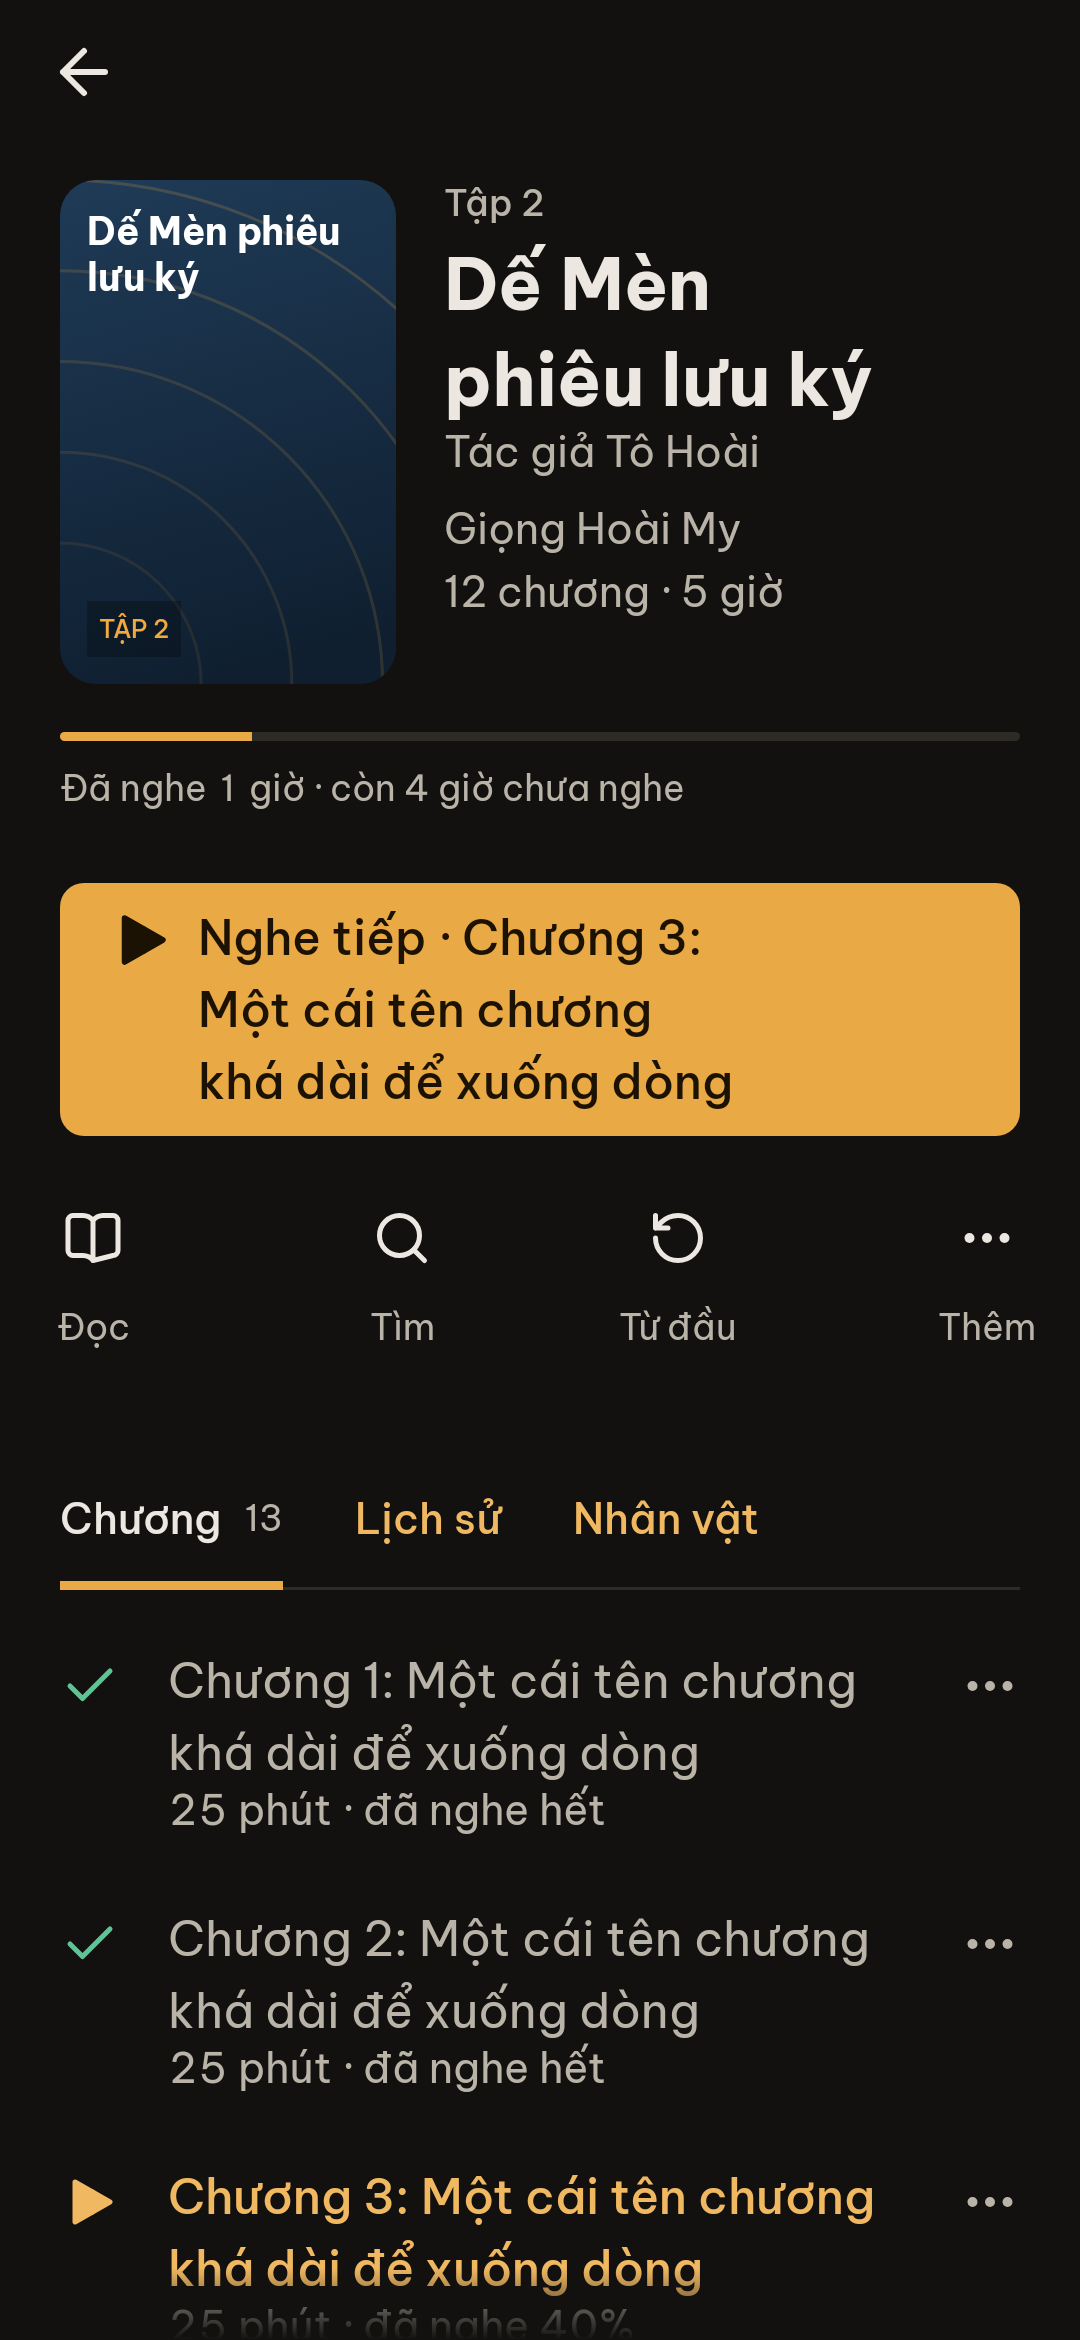 Dế Mèn phiêu
lưu ký
TẬP 2
Tập 2
Dế Mèn
phiêu lưu ký
Tác giả Tô Hoài
Giọng Hoài My
12 chương · 5 giờ
Đã nghe 1 giờ · còn 4 giờ chưa nghe
Nghe tiếp · Chương 3:
Một cái tên chương
khá dài để xuống dòng
Đọc
Tìm
Từ đầu
Thêm
Chương 13
Lịch sử
Nhân vật
Chương 1: Một cái tên chương
khá dài để xuống dòng
25 phút · đã nghe hết
Chương 2: Một cái tên chương
khá dài để xuống dòng
25 phút · đã nghe hết
Chương 3: Một cái tên chương
khá dài để xuống dòng
25 phút · đã nghe 40%